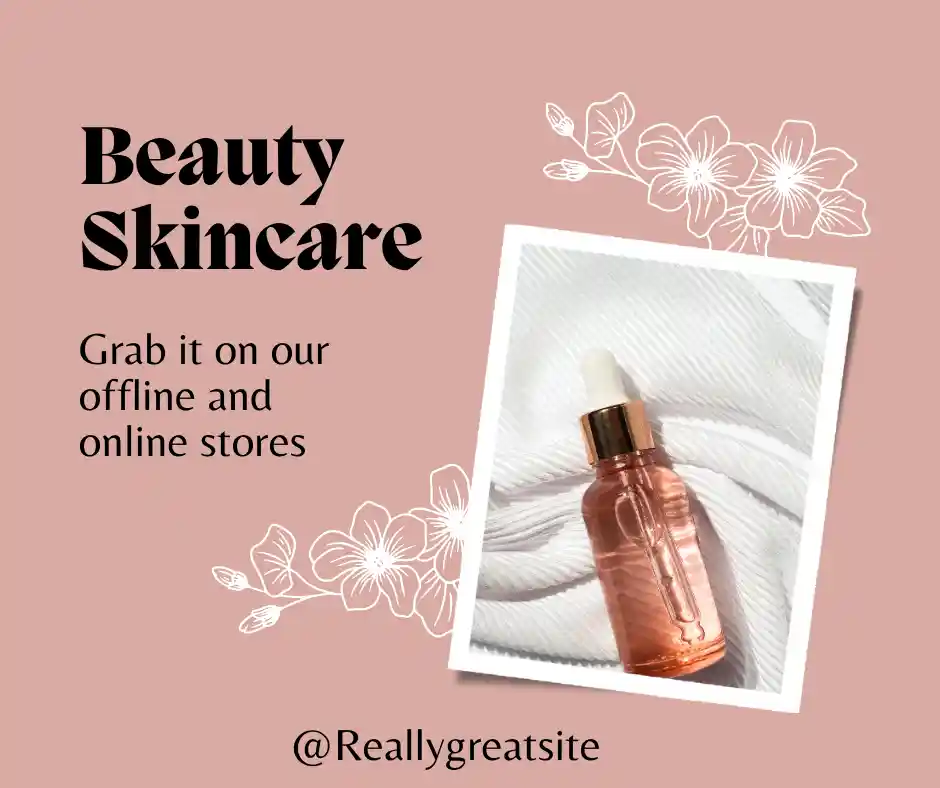 Beauty
Skincare
Grab it on our
offline and
online stores
@Reallygreatsite